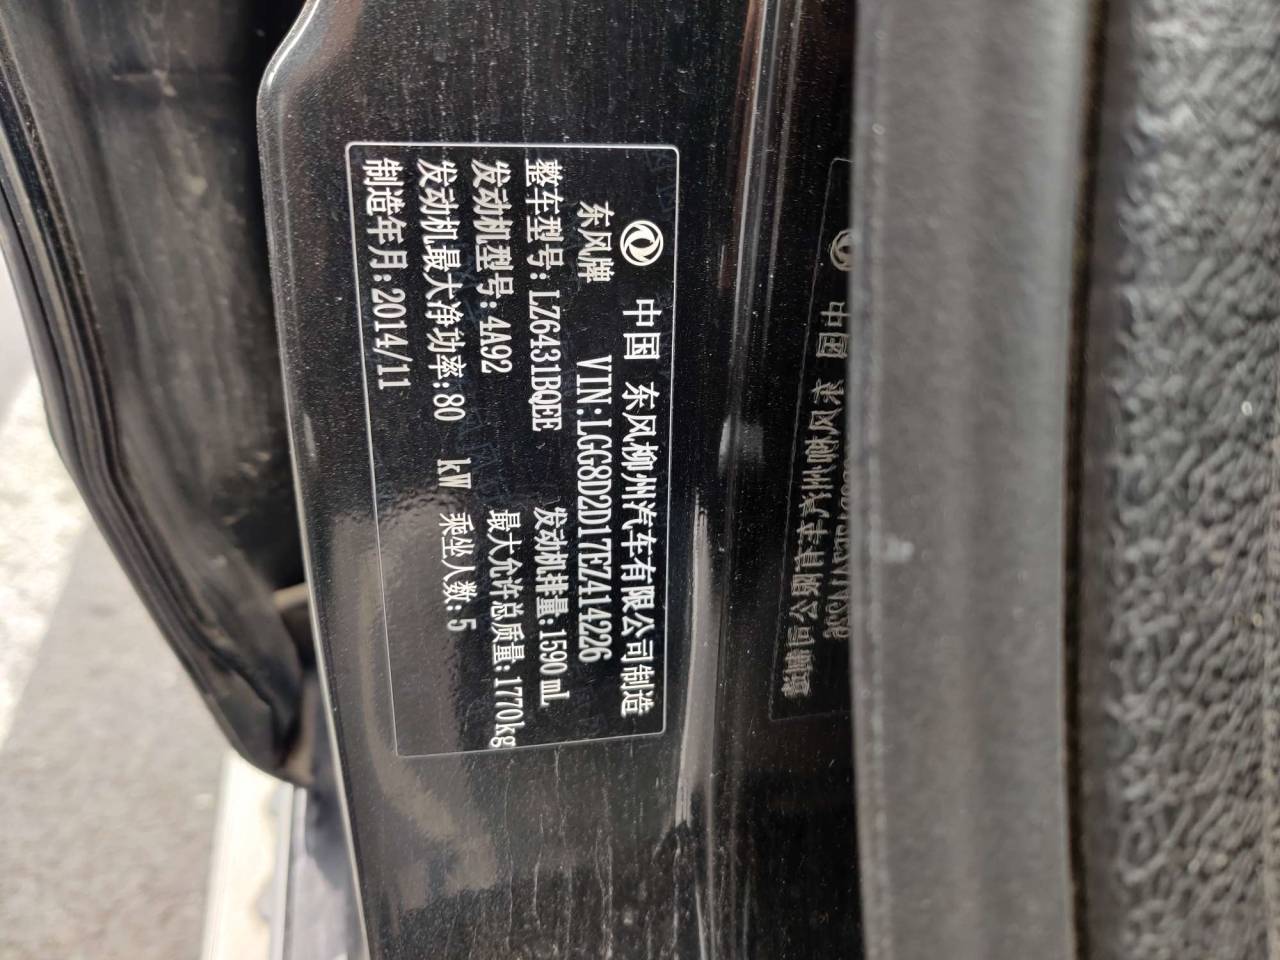 中国 东风柳州汽车有限公司制造
东风牌 VIN:LGG8D2D17EZ414226
整车型号:LZ6431BQEE 发动机排量:1590mL
发动机型号:4A92 最大允许总质量:1770kg
发动机最大净功率:80 kW 乘坐人数:5
制造年月:2014/11